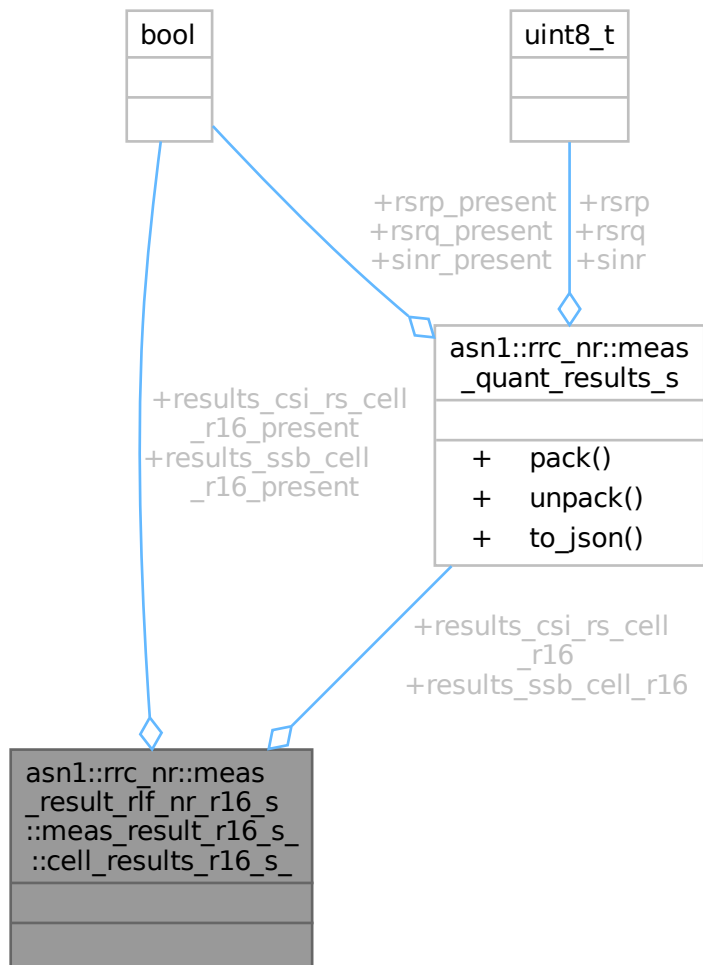 bool
uint8_t
+rsrp_present
+rsrq_present
+sinr_present
+rsrp
+rsrq
+sinr
asn1::rrc_nr::meas
_quant_results_s
+ pack()
+ unpack()
+ to_json()
+results_csi_rs_cell
_r16_present
+results_ssb_cell
_r16_present
+results_csi_rs_cell
_r16
+results_ssb_cell_r16
asn1::rrc_nr::meas
_result_rlf_nr_r16_s
::meas_result_r16_s_
::cell_results_r16_s_